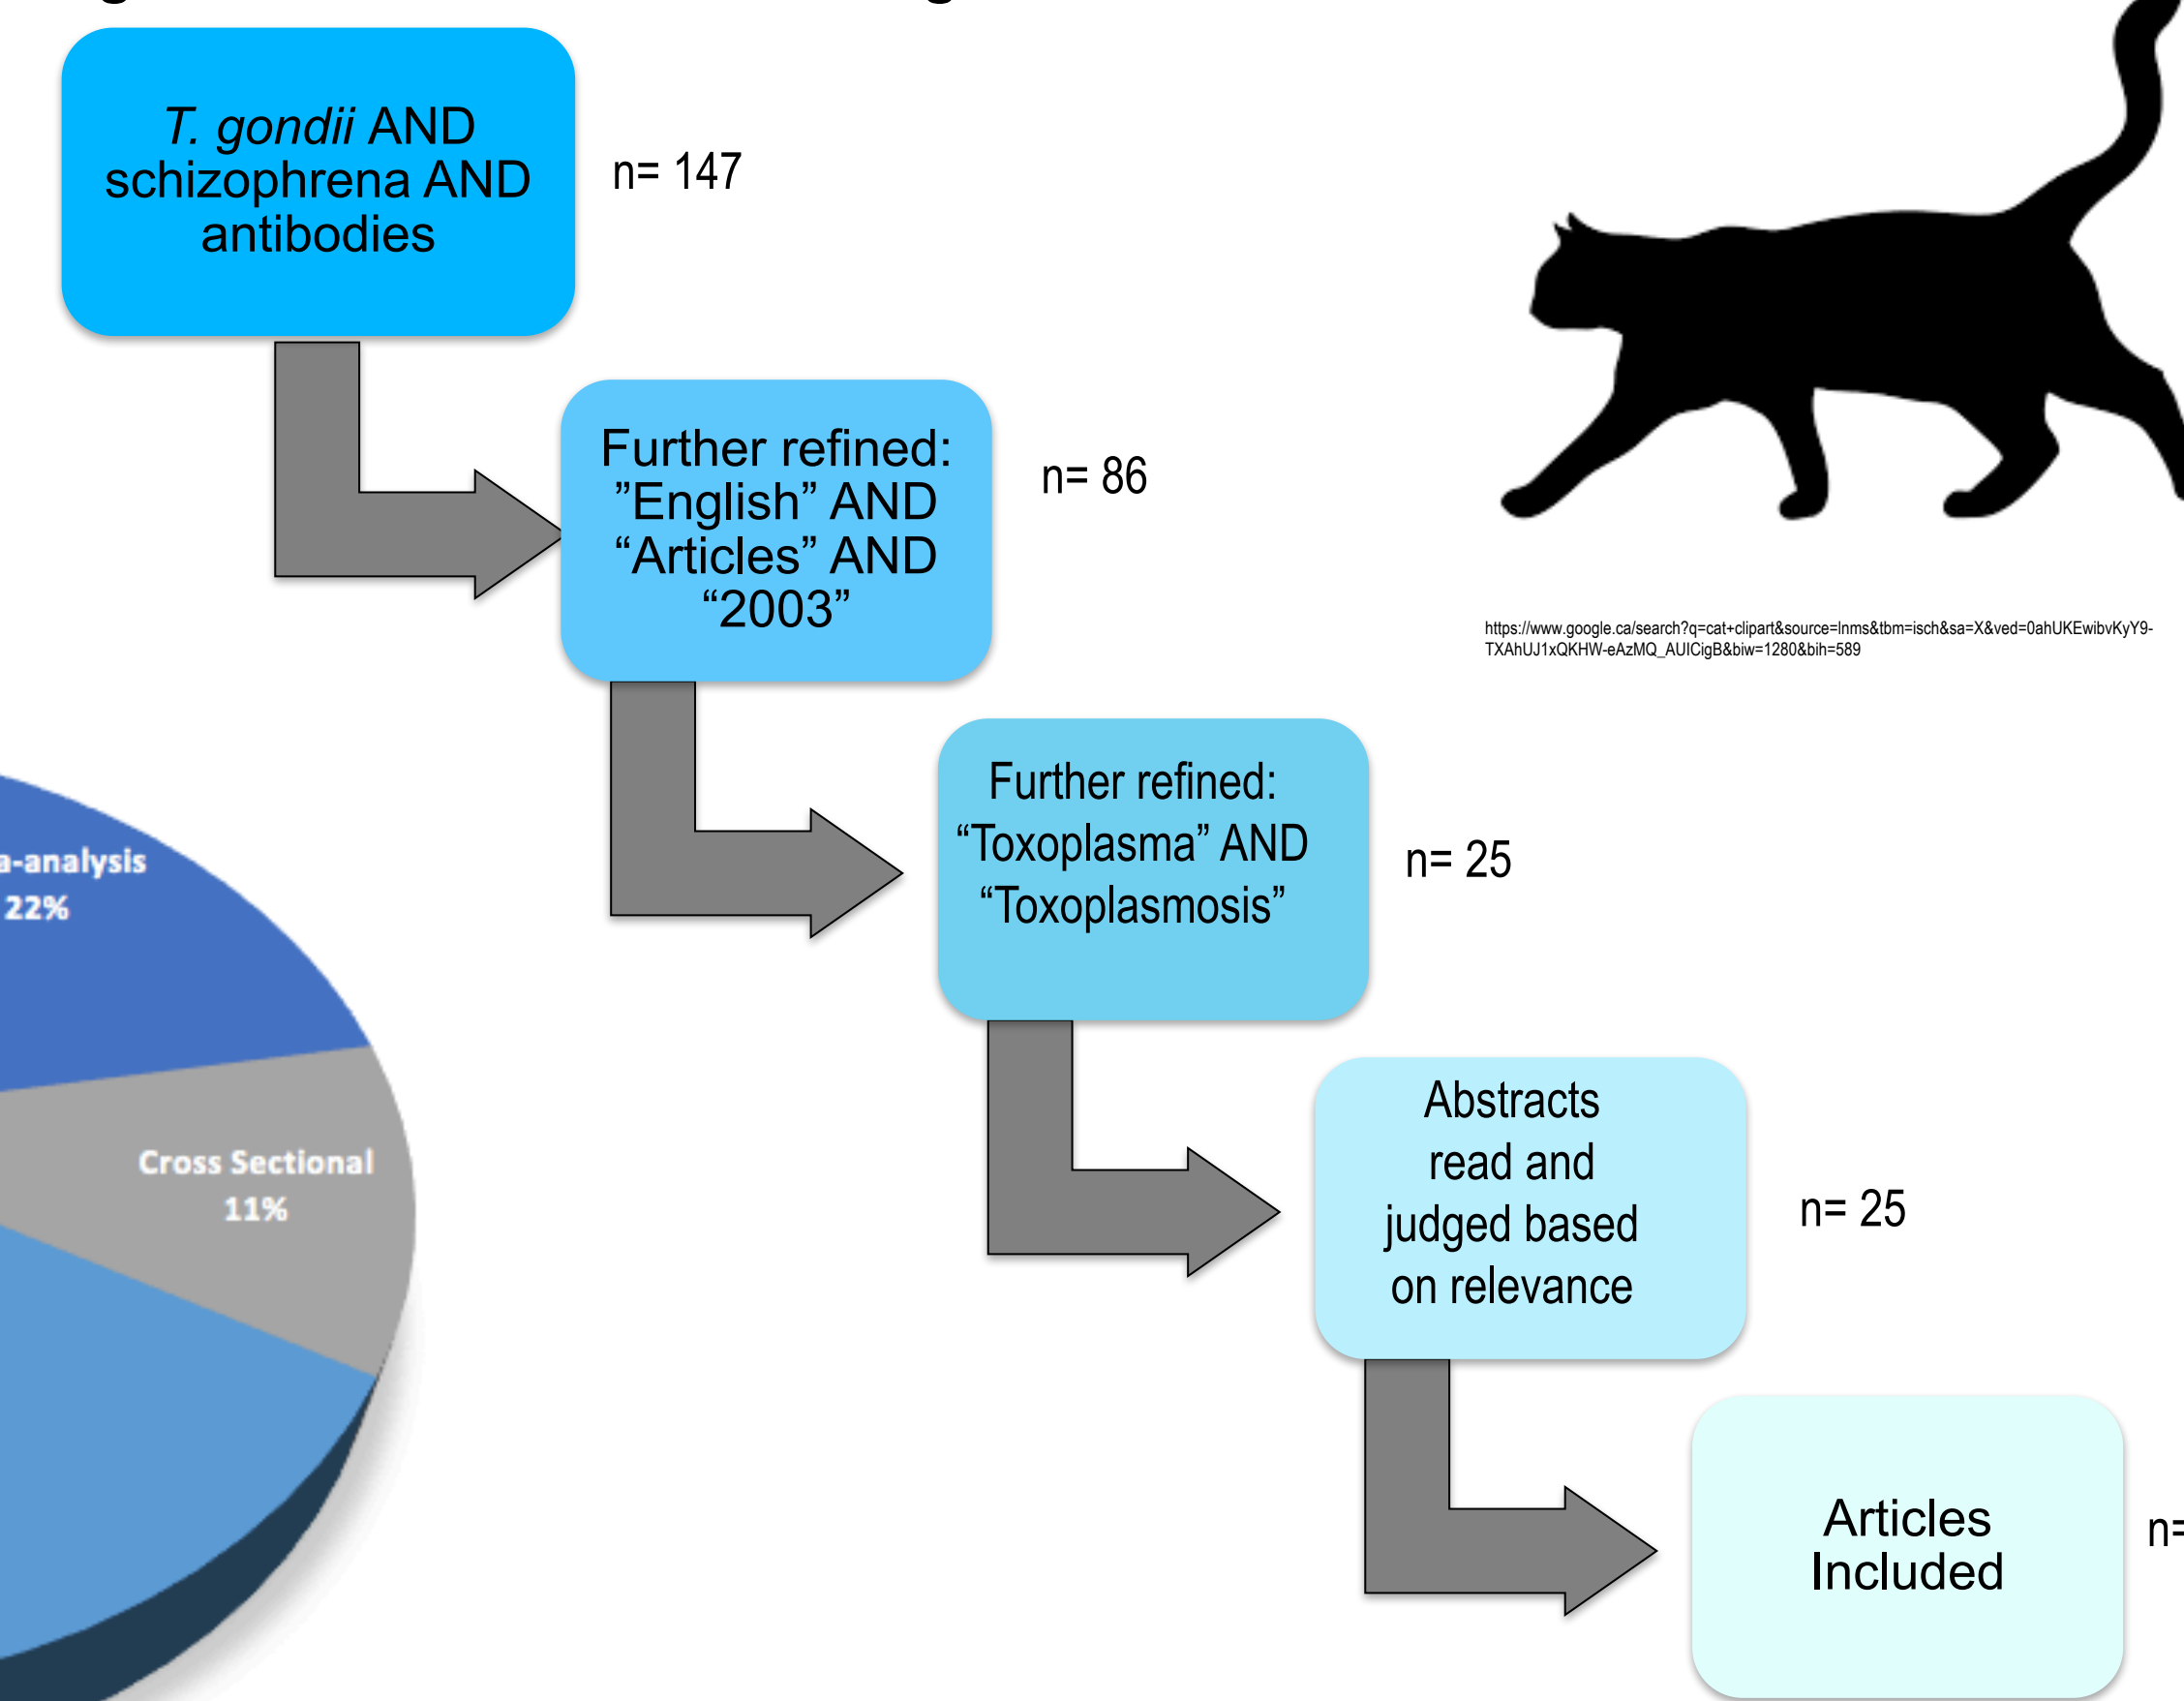 T. gondii AND
schizophrena AND
antibodies
n= 147
Further refined:
”English” AND
“Articles” AND
“2003”
n= 86
https://www.google.ca/search?q=cat+clipart&source=lnms&tbm=isch&sa=X&ved=0ahUKEwibvKyY9-
TXAhUJ1xQKHW-eAzMQ_AUICigB&biw=1280&bih=589
Further refined:
“Toxoplasma” AND
“Toxoplasmosis”
n= 25
a-analysis
22%
Cross Sectional
11%
Abstracts
read and
judged based
on relevance
n= 25
Articles
Included
n=